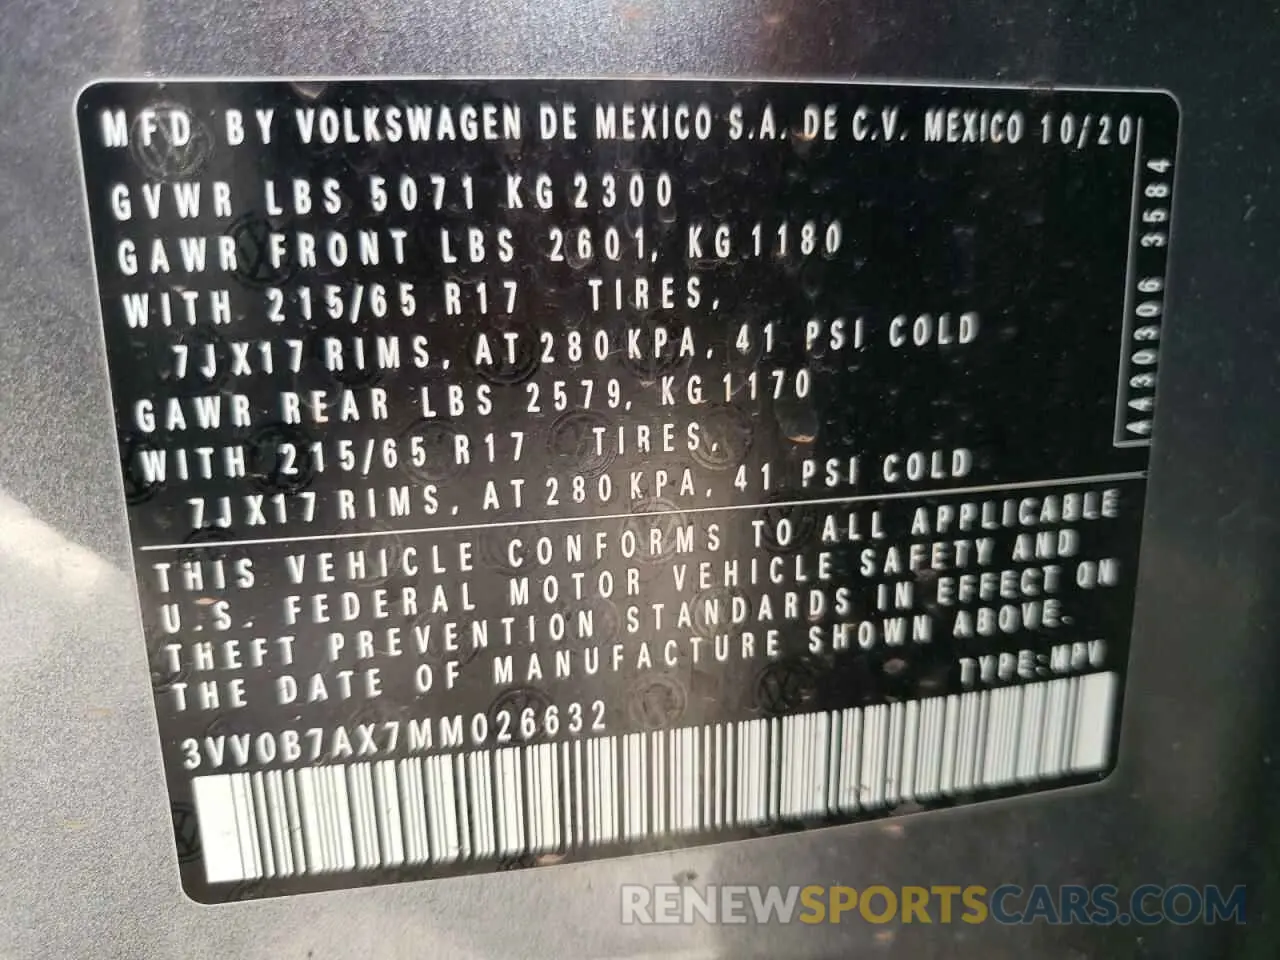 MFD BY VOLKSWAGEN DE MEXICO S.A. DE C.V. MEXICO 10/20
GVWR LBS 5071 KG 2300
GAWR FRONT LBS 2601, KG 1180
WITH 215/65 R17 TIRES,
7JX17 RIMS, AT 280 KPA, 41 PSI COLD
GAWR REAR LBS 2579, KG 1170
WITH 215/65 R17 TIRES,
7JX17 RIMS, AT 280 KPA, 41 PSI COLD
AA30306 3584
THIS VEHICLE CONFORMS TO ALL APPLICABLE
U.S. FEDERAL MOTOR VEHICLE SAFETY AND
THEFT PREVENTION STANDARDS IN EFFECT ON
THE DATE OF MANUFACTURE SHOWN ABOVE.
TYPE:MPV
3VV0B7AX7MM026632
RENEWSPORTSCARS.COM